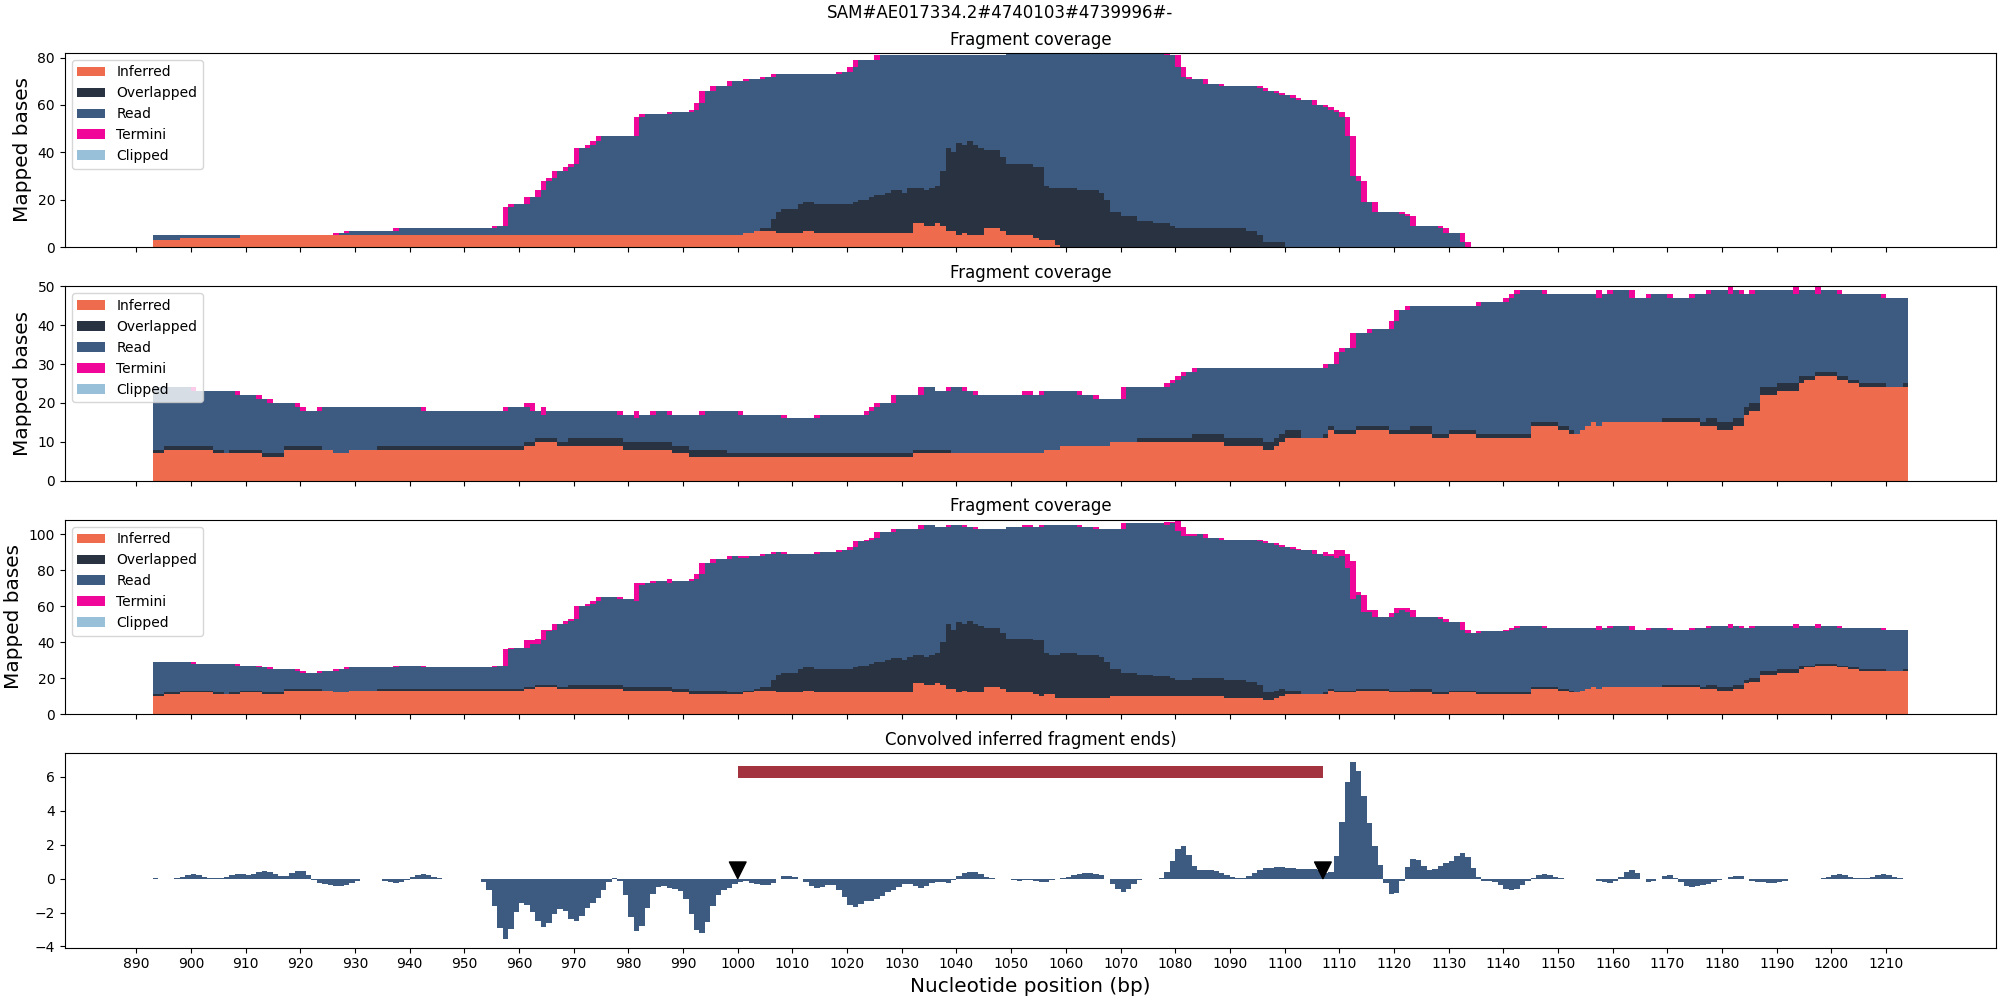 SAM#AE017334.2#4740103#4739996#-
Fragment coverage
Mapped bases
80
60
40
20
0
Inferred
Overlapped
Read
Termini
Clipped
Fragment coverage
Mapped bases
50
40
30
20
10
0
Inferred
Overlapped
Read
Termini
Clipped
Fragment coverage
Mapped bases
100
80
60
40
20
0
Inferred
Overlapped
Read
Termini
Clipped
Convolved inferred fragment ends)
6
4
2
0
−2
−4
890 900 910 920 930 940 950 960 970 980 990 1000 1010 1020 1030 1040 1050 1060 1070 1080 1090 1100 1110 1120 1130 1140 1150 1160 1170 1180 1190 1200 1210
Nucleotide position (bp)